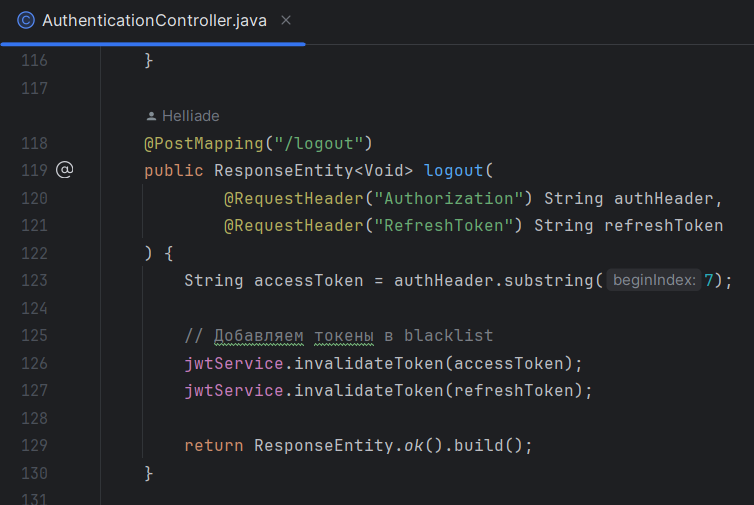 AuthenticationController.java
116 }
117
Helliade
118 @PostMapping("/logout")
119 public ResponseEntity<Void> logout(
120 @RequestHeader("Authorization") String authHeader,
121 @RequestHeader("RefreshToken") String refreshToken
122 ) {
123 String accessToken = authHeader.substring( beginIndex: 7);
124
125 // Добавляем токены в blacklist
126 jwtService.invalidateToken(accessToken);
127 jwtService.invalidateToken(refreshToken);
128
129 return ResponseEntity.ok().build();
130 }
131